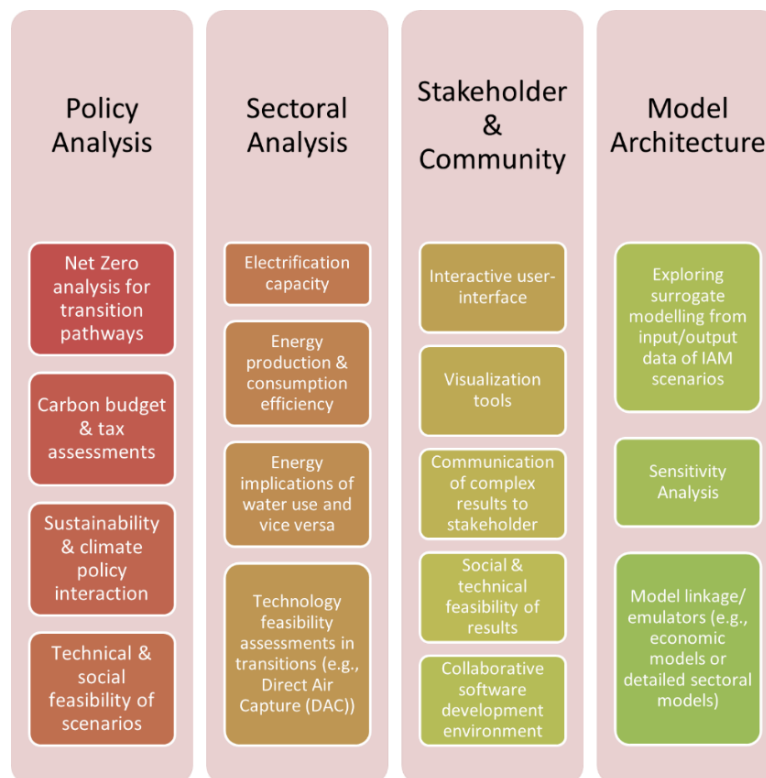 Policy
Analysis
Net Zero
analysis for
transition
pathways
Carbon budget
& tax
assessments
Sustainability
& climate
policy
interaction
Technical &
social
feasibility of
scenarios
Sectoral
Analysis
Electrification
capacity
Energy
production &
consumption
efficiency
Energy
implications of
water use and
vice versa
Technology
feasibility
assessments in
transitions (e.g.,
Direct Air
Capture (DAC))
Stakeholder
&
Community
Interactive user-
interface
Visualization
tools
Communication
of complex
results to
stakeholder
Social &
technical
feasibility of
results
Collaborative
software
development
environment
Model
Architecture
Exploring
surrogate
modelling from
input/output
data of IAM
scenarios
Sensitivity
Analysis
Model linkage/
emulators (e.g.,
economic
models or
detailed sectoral
models)